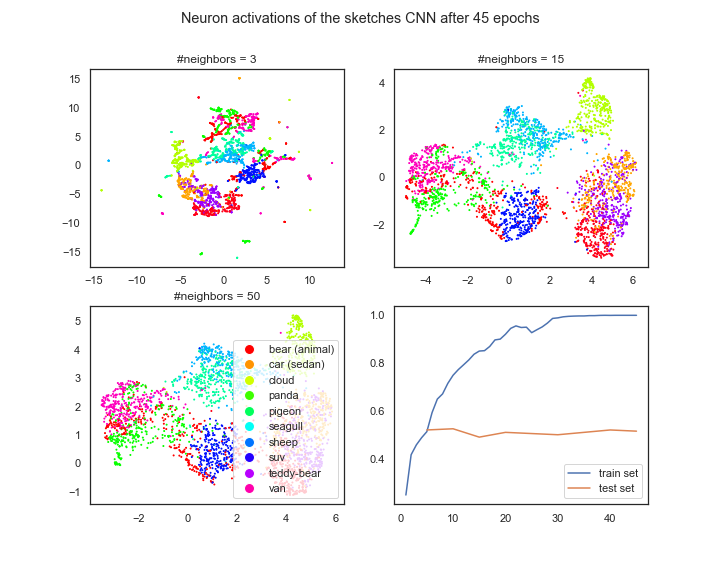 Neuron activations of the sketches CNN after 45 epochs
#neighbors = 3
15
10
5
0
−5
−10
−15
−15 −10 −5 0 5 10
#neighbors = 15
4
2
0
−2
−4 −2 0 2 4 6
#neighbors = 50
5
4
3
2
1
0
−1
−2 0 2 4 6
bear (animal)
car (sedan)
cloud
panda
pigeon
seagull
sheep
suv
teddy-bear
van
1.0
0.8
0.6
0.4
0 10 20 30 40
train set
test set